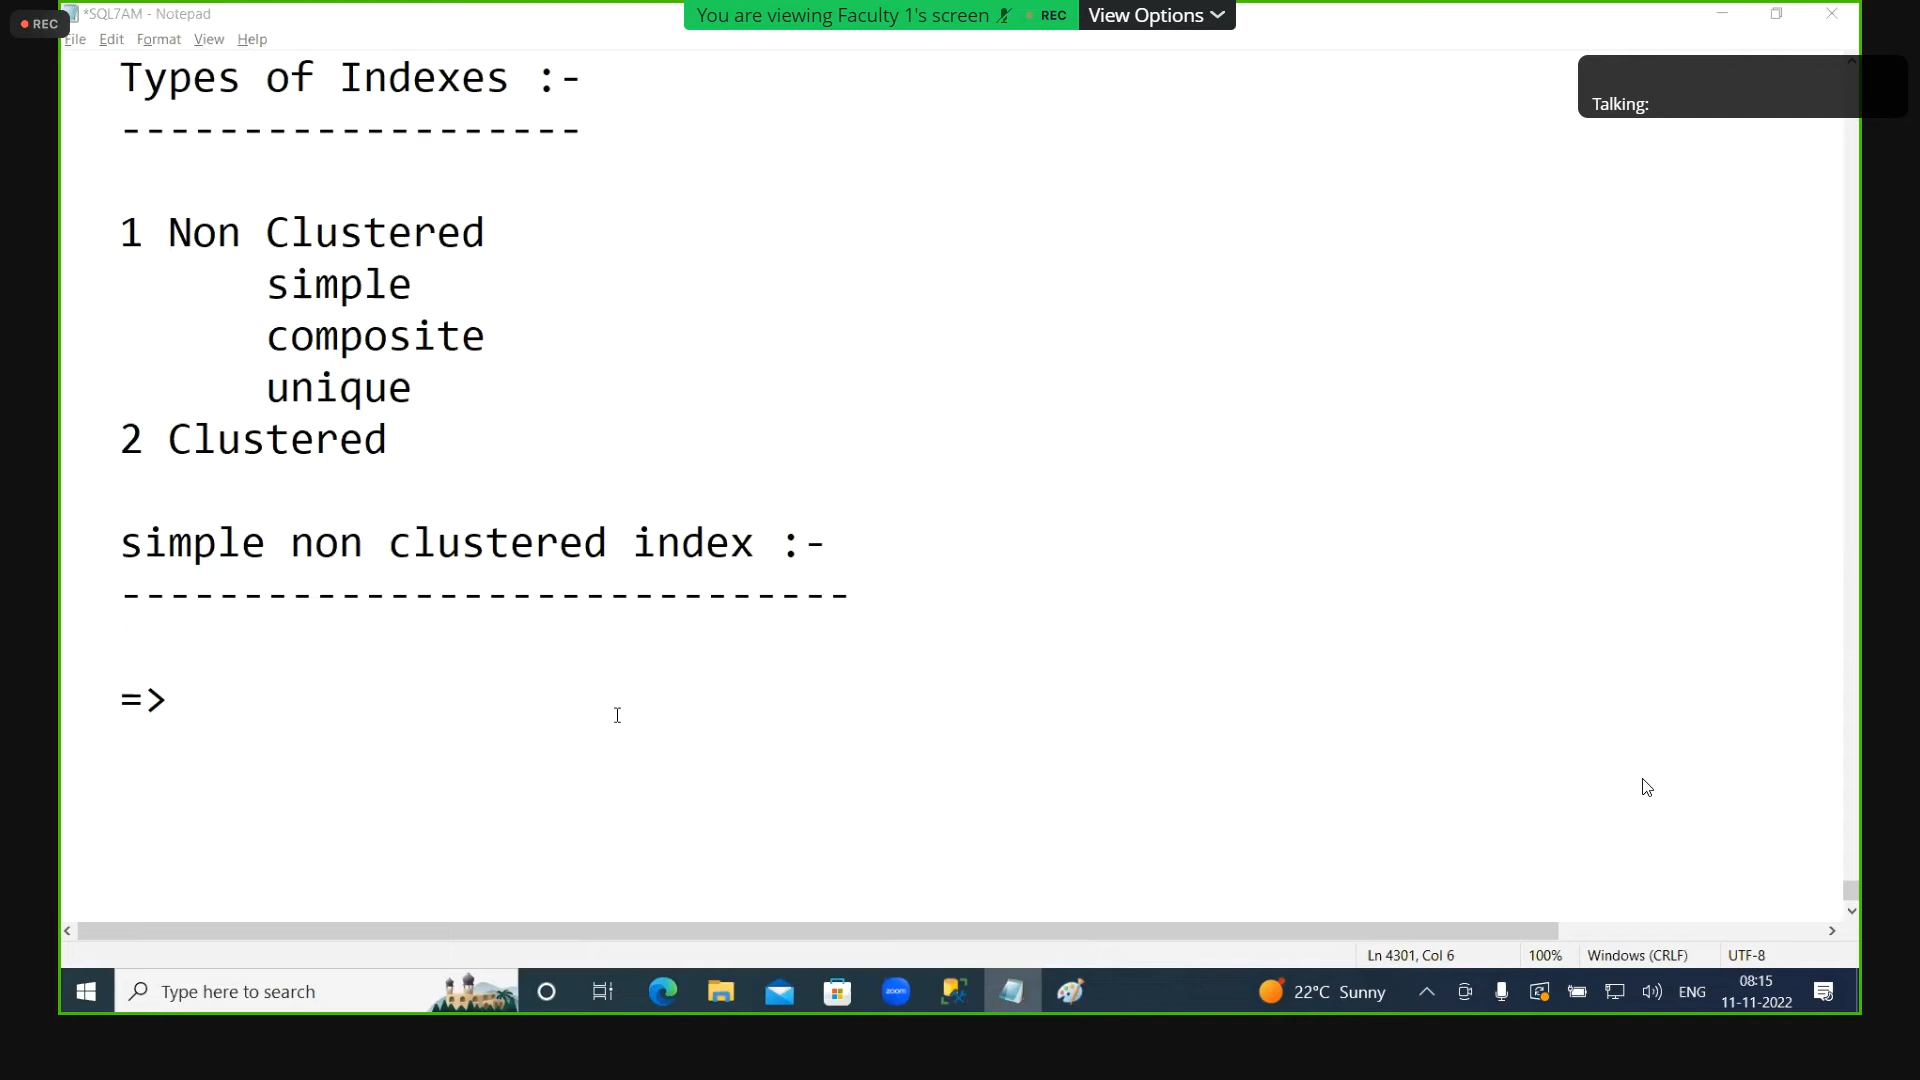 REC
*SQL7AM - Notepad
You are viewing Faculty 1's screen
REC
View Options
File Edit Format View Help
Talking:
Types of Indexes :-
-------------------
1 Non Clustered
simple
composite
unique
2 Clustered
simple non clustered index :-
------------------------------
=>
Ln 4301, Col 6
100%
Windows (CRLF)
UTF-8
Type here to search
zoom
22°C Sunny
ENG
08:15
11-11-2022